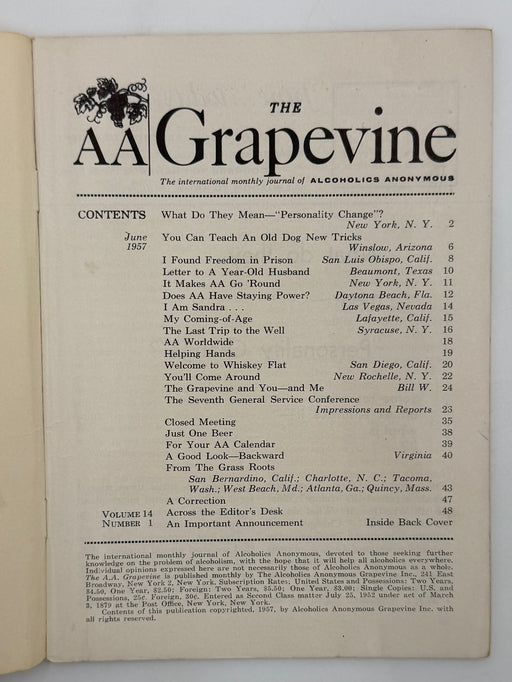 THE
AA Grapevine
The international monthly journal of ALCOHOLICS ANONYMOUS
CONTENTS What Do They Mean—"Personality Change"?
New York, N. Y. 2
June
1957
You Can Teach An Old Dog New Tricks
Winslow, Arizona 6
I Found Freedom in Prison San Luis Obispo, Calif. 8
Letter to A Year-Old Husband Beaumont, Texas 10
It Makes AA Go 'Round New York, N. Y. 11
Does AA Have Staying Power? Daytona Beach, Fla. 12
I Am Sandra . . . Las Vegas, Nevada 14
My Coming-of-Age Lafayette, Calif. 15
The Last Trip to the Well Syracuse, N. Y. 16
AA Worldwide 18
Helping Hands 19
Welcome to Whiskey Flat San Diego, Calif. 20
You'll Come Around New Rochelle, N. Y. 22
The Grapevine and You—and Me Bill W. 24
The Seventh General Service Conference
Impressions and Reports 23
Closed Meeting 35
Just One Beer 38
For Your AA Calendar 39
A Good Look—Backward Virginia 40
From The Grass Roots
San Bernardino, Calif.; Charlotte, N. C.; Tacoma,
Wash.; West Beach, Md.; Atlanta, Ga.; Quincy, Mass. 43
A Correction 47
VOLUME 14 Across the Editor's Desk 48
NUMBER 1 An Important Announcement Inside Back Cover
The international monthly journal of Alcoholics Anonymous, devoted to those seeking further
knowledge on the problem of alcoholism, with the hope that it will help all alcoholics everywhere.
Individual opinions expressed here are not necessarily those of Alcoholics Anonymous as a whole.
The A.A. Grapevine is published monthly by The Alcoholics Anonymous Grapevine Inc., 241 East
Broadway, New York 2, New York. Subscription Rates: United States and Possessions: Two Years,
$4.50, One Year, $2.50; Foreign: Two Years, $5.50; One Year, $3.00; Single Copies: U.S. and
Possessions, 25¢. Foreign, 30¢. Entered as Second Class matter July 25, 1952 under act of March
3, 1879 at the Post Office, New York, New York.
Contents of this publication copyrighted, 1957, by Alcoholics Anonymous Grapevine Inc. with
all rights reserved.